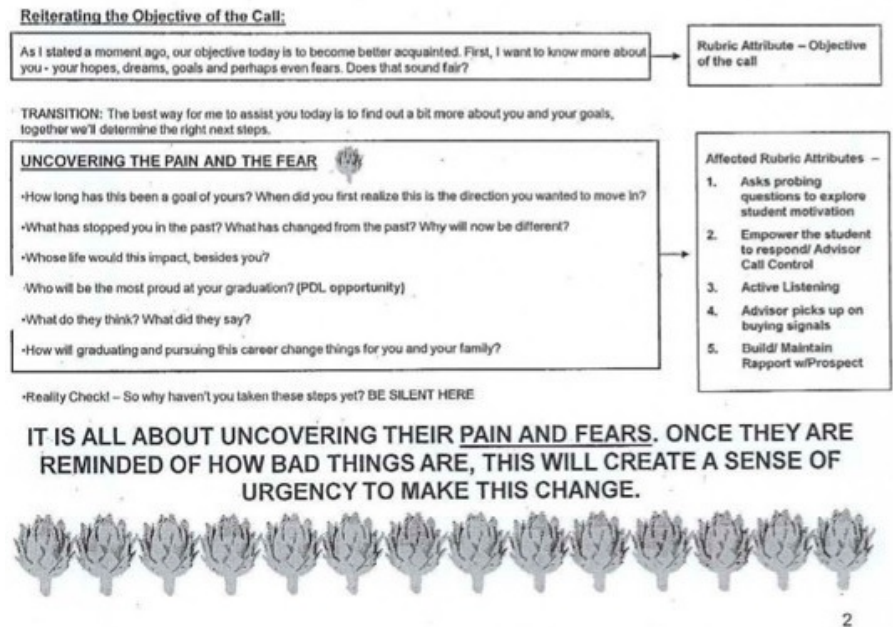 Reiterating the Objective of the Call:
As I stated a moment ago, our objective today is to become better acquainted. First, I want to know more about
you - your hopes, dreams, goals and perhaps even fears. Does that sound fair?
Rubric Attribute – Objective
of the call
TRANSITION: The best way for me to assist you today is to find out a bit more about you and your goals,
together we'll determine the right next steps.
UNCOVERING THE PAIN AND THE FEAR
•How long has this been a goal of yours? When did you first realize this is the direction you wanted to move in?
•What has stopped you in the past? What has changed from the past? Why will now be different?
•Whose life would this impact, besides you?
•Who will be the most proud at your graduation? (PDL opportunity)
•What do they think? What did they say?
•How will graduating and pursuing this career change things for you and your family?
Affected Rubric Attributes –
1. Asks probing
questions to explore
student motivation
2. Empower the student
to respond/ Advisor
Call Control
3. Active Listening
4. Advisor picks up on
buying signals
5. Build/ Maintain
Rapport w/Prospect
•Reality Check! – So why haven't you taken these steps yet? BE SILENT HERE
IT IS ALL ABOUT UNCOVERING THEIR PAIN AND FEARS. ONCE THEY ARE
REMINDED OF HOW BAD THINGS ARE, THIS WILL CREATE A SENSE OF
URGENCY TO MAKE THIS CHANGE.
2